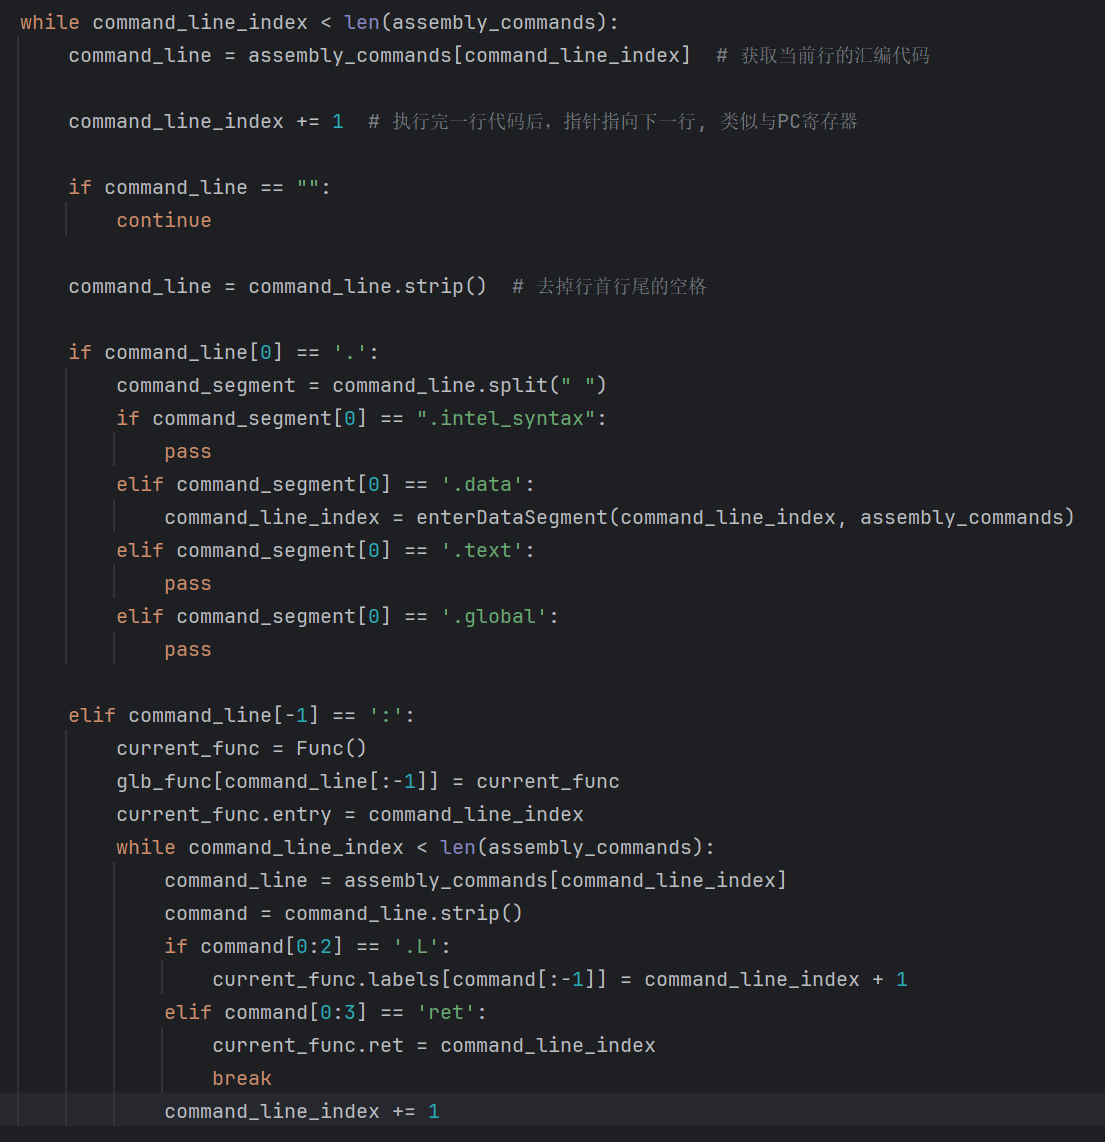 while command_line_index < len(assembly_commands):
    command_line = assembly_commands[command_line_index]  # 获取当前行的汇编代码
    command_line_index += 1  # 执行完一行代码后，指针指向下一行, 类似与PC寄存器
    if command_line == "":
        continue
    command_line = command_line.strip()  # 去掉行首行尾的空格
    if command_line[0] == '.':
        command_segment = command_line.split(" ")
        if command_segment[0] == ".intel_syntax":
            pass
        elif command_segment[0] == '.data':
            command_line_index = enterDataSegment(command_line_index, assembly_commands)
        elif command_segment[0] == '.text':
            pass
        elif command_segment[0] == '.global':
            pass
    elif command_line[-1] == ':':
        current_func = Func()
        glb_func[command_line[:-1]] = current_func
        current_func.entry = command_line_index
        while command_line_index < len(assembly_commands):
            command_line = assembly_commands[command_line_index]
            command = command_line.strip()
            if command[0:2] == '.L':
                current_func.labels[command[:-1]] = command_line_index + 1
            elif command[0:3] == 'ret':
                current_func.ret = command_line_index
                break
            command_line_index += 1